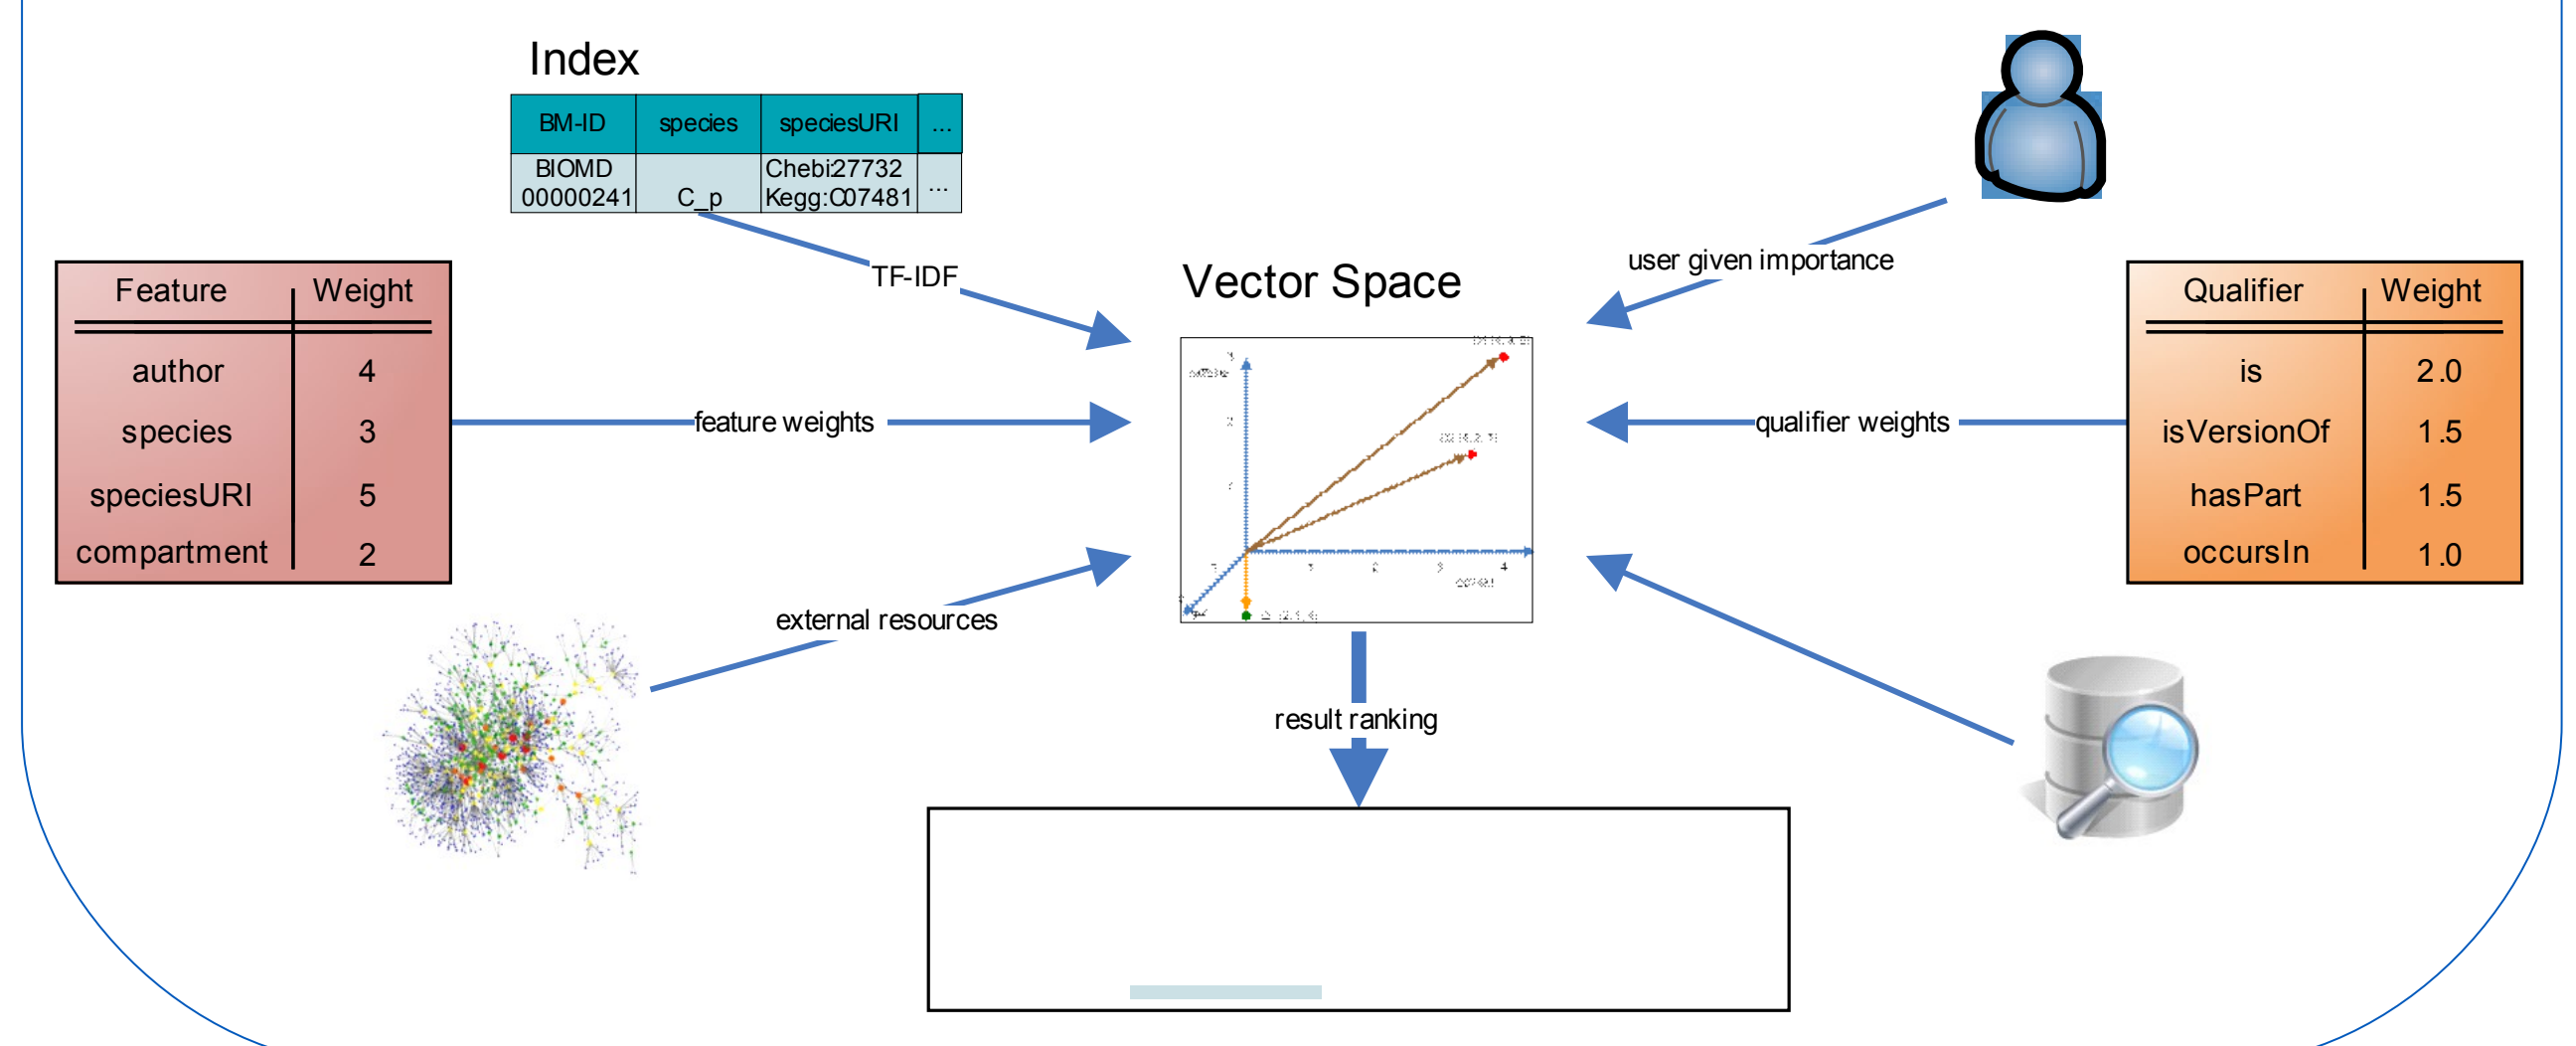 Index
BM-ID species speciesURI ...
BIOMD Chebi:27732
00000241 C_p Kegg:C07481 ...
TF-IDF
user given importance
Vector Space
Feature Weight
author 4
species 3
speciesURI 5
compartment 2
feature weights
qualifier weights
Qualifier Weight
is 2.0
isVersionOf 1.5
hasPart 1.5
occursIn 1.0
external resources
result ranking